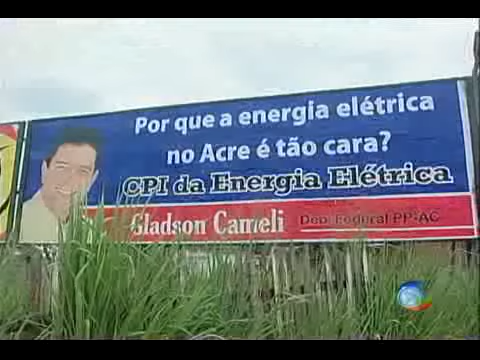 Por que a energia elétrica
no Acre é tão cara?
CPI da Energia Elétrica
Gladson Cameli Dep. Federal PP-AC